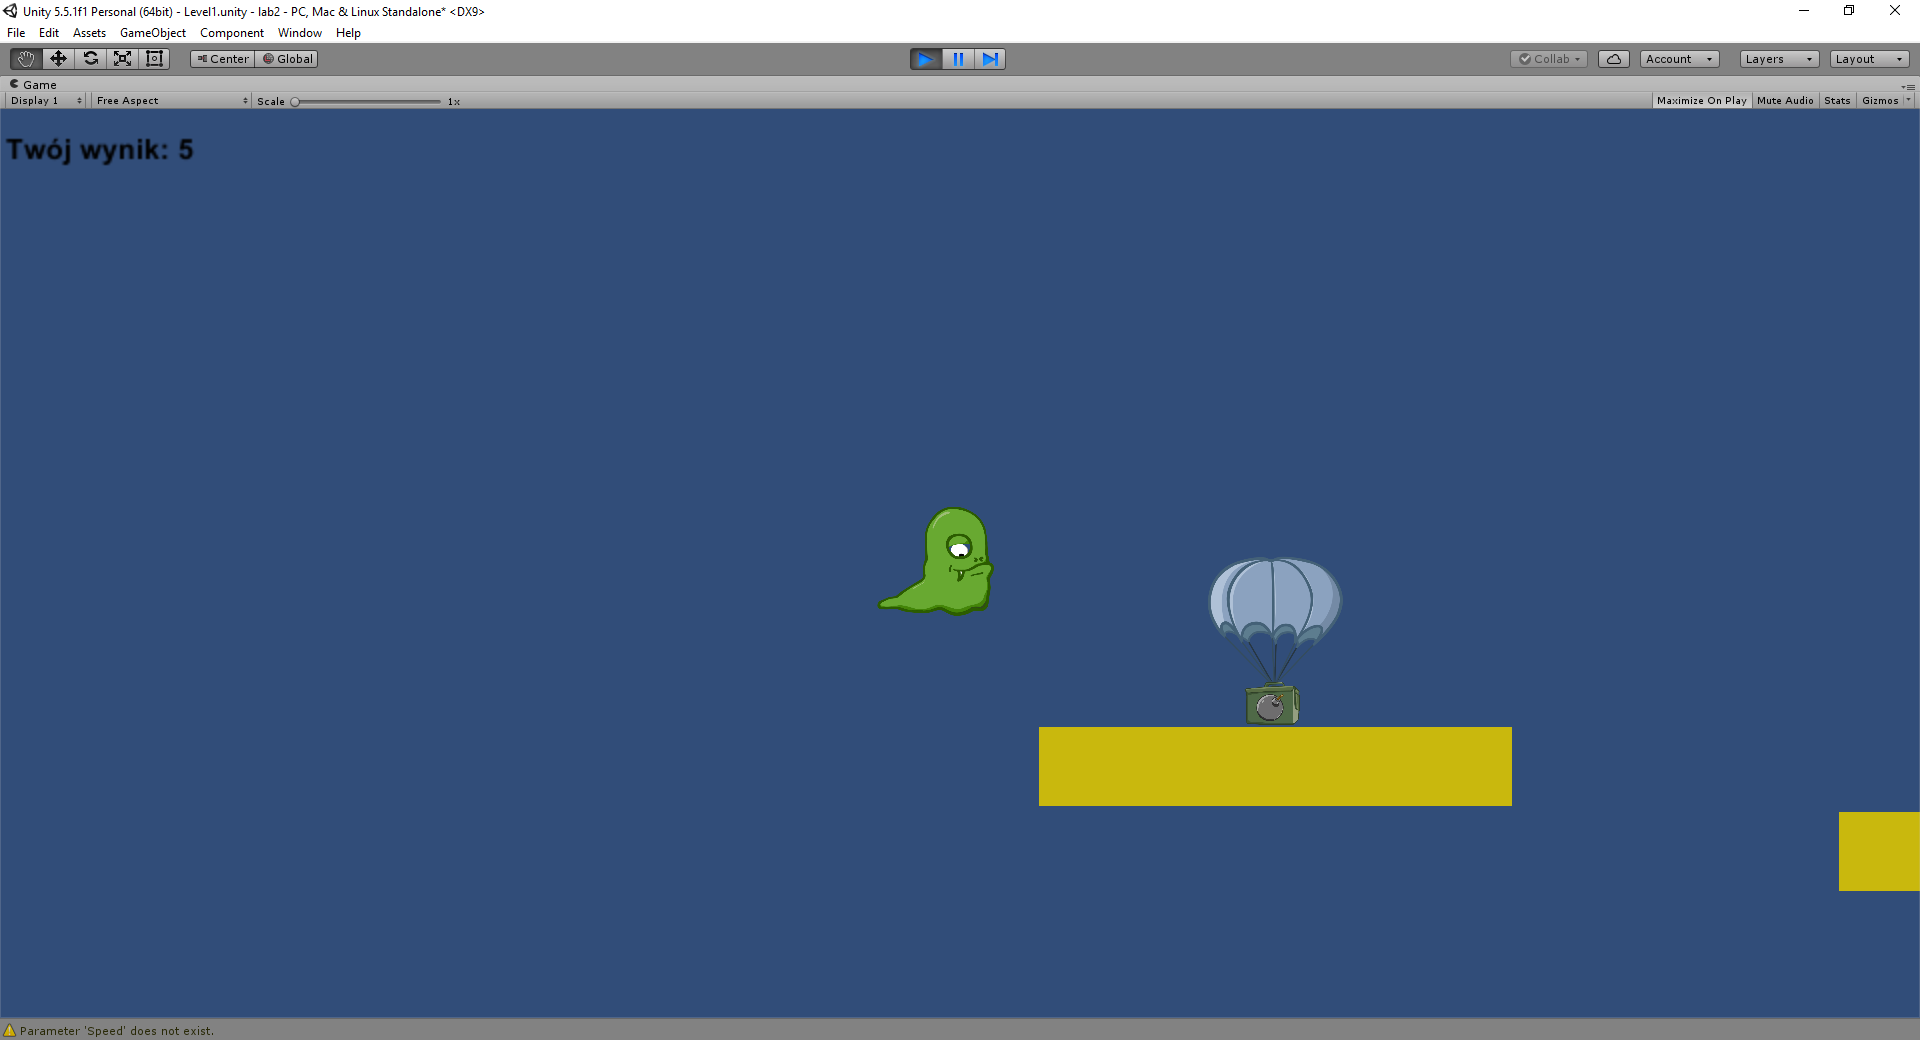 Unity 5.5.1f1 Personal (64bit) - Level1.unity - lab2 - PC, Mac & Linux Standalone* <DX9>
File Edit Assets GameObject Component Window Help
Center Global Collab Account Layers Layout
Game
Display 1 Free Aspect Scale 1x Maximize On Play Mute Audio Stats Gizmos
Twój wynik: 5
Parameter 'Speed' does not exist.